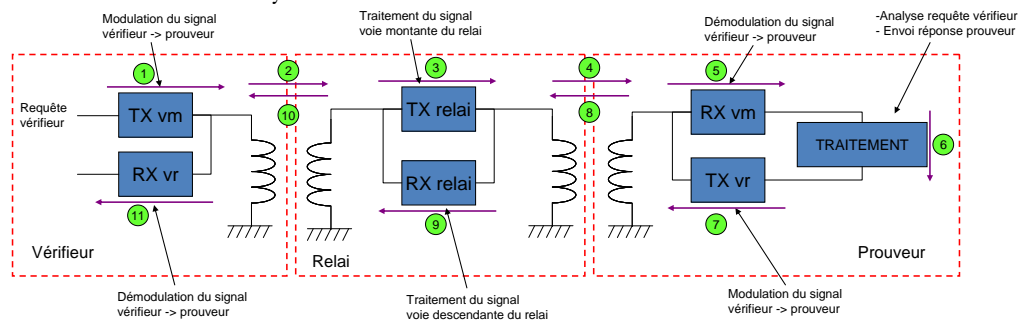 Modulation du signal
vérifieur -> prouveur
Traitement du signal
voie montante du relai
Démodulation du signal
vérifieur -> prouveur
-Analyse requête vérifieur
- Envoi réponse prouveur
1
2
3
4
5
Requête
vérifieur
TX vm
TX relai
RX vm
10
8
TRAITEMENT
6
RX vr
RX relai
TX vr
11
9
7
Vérifieur
Relai
Prouveur
Démodulation du signal
vérifieur -> prouveur
Traitement du signal
voie descendante du relai
Modulation du signal
vérifieur -> prouveur